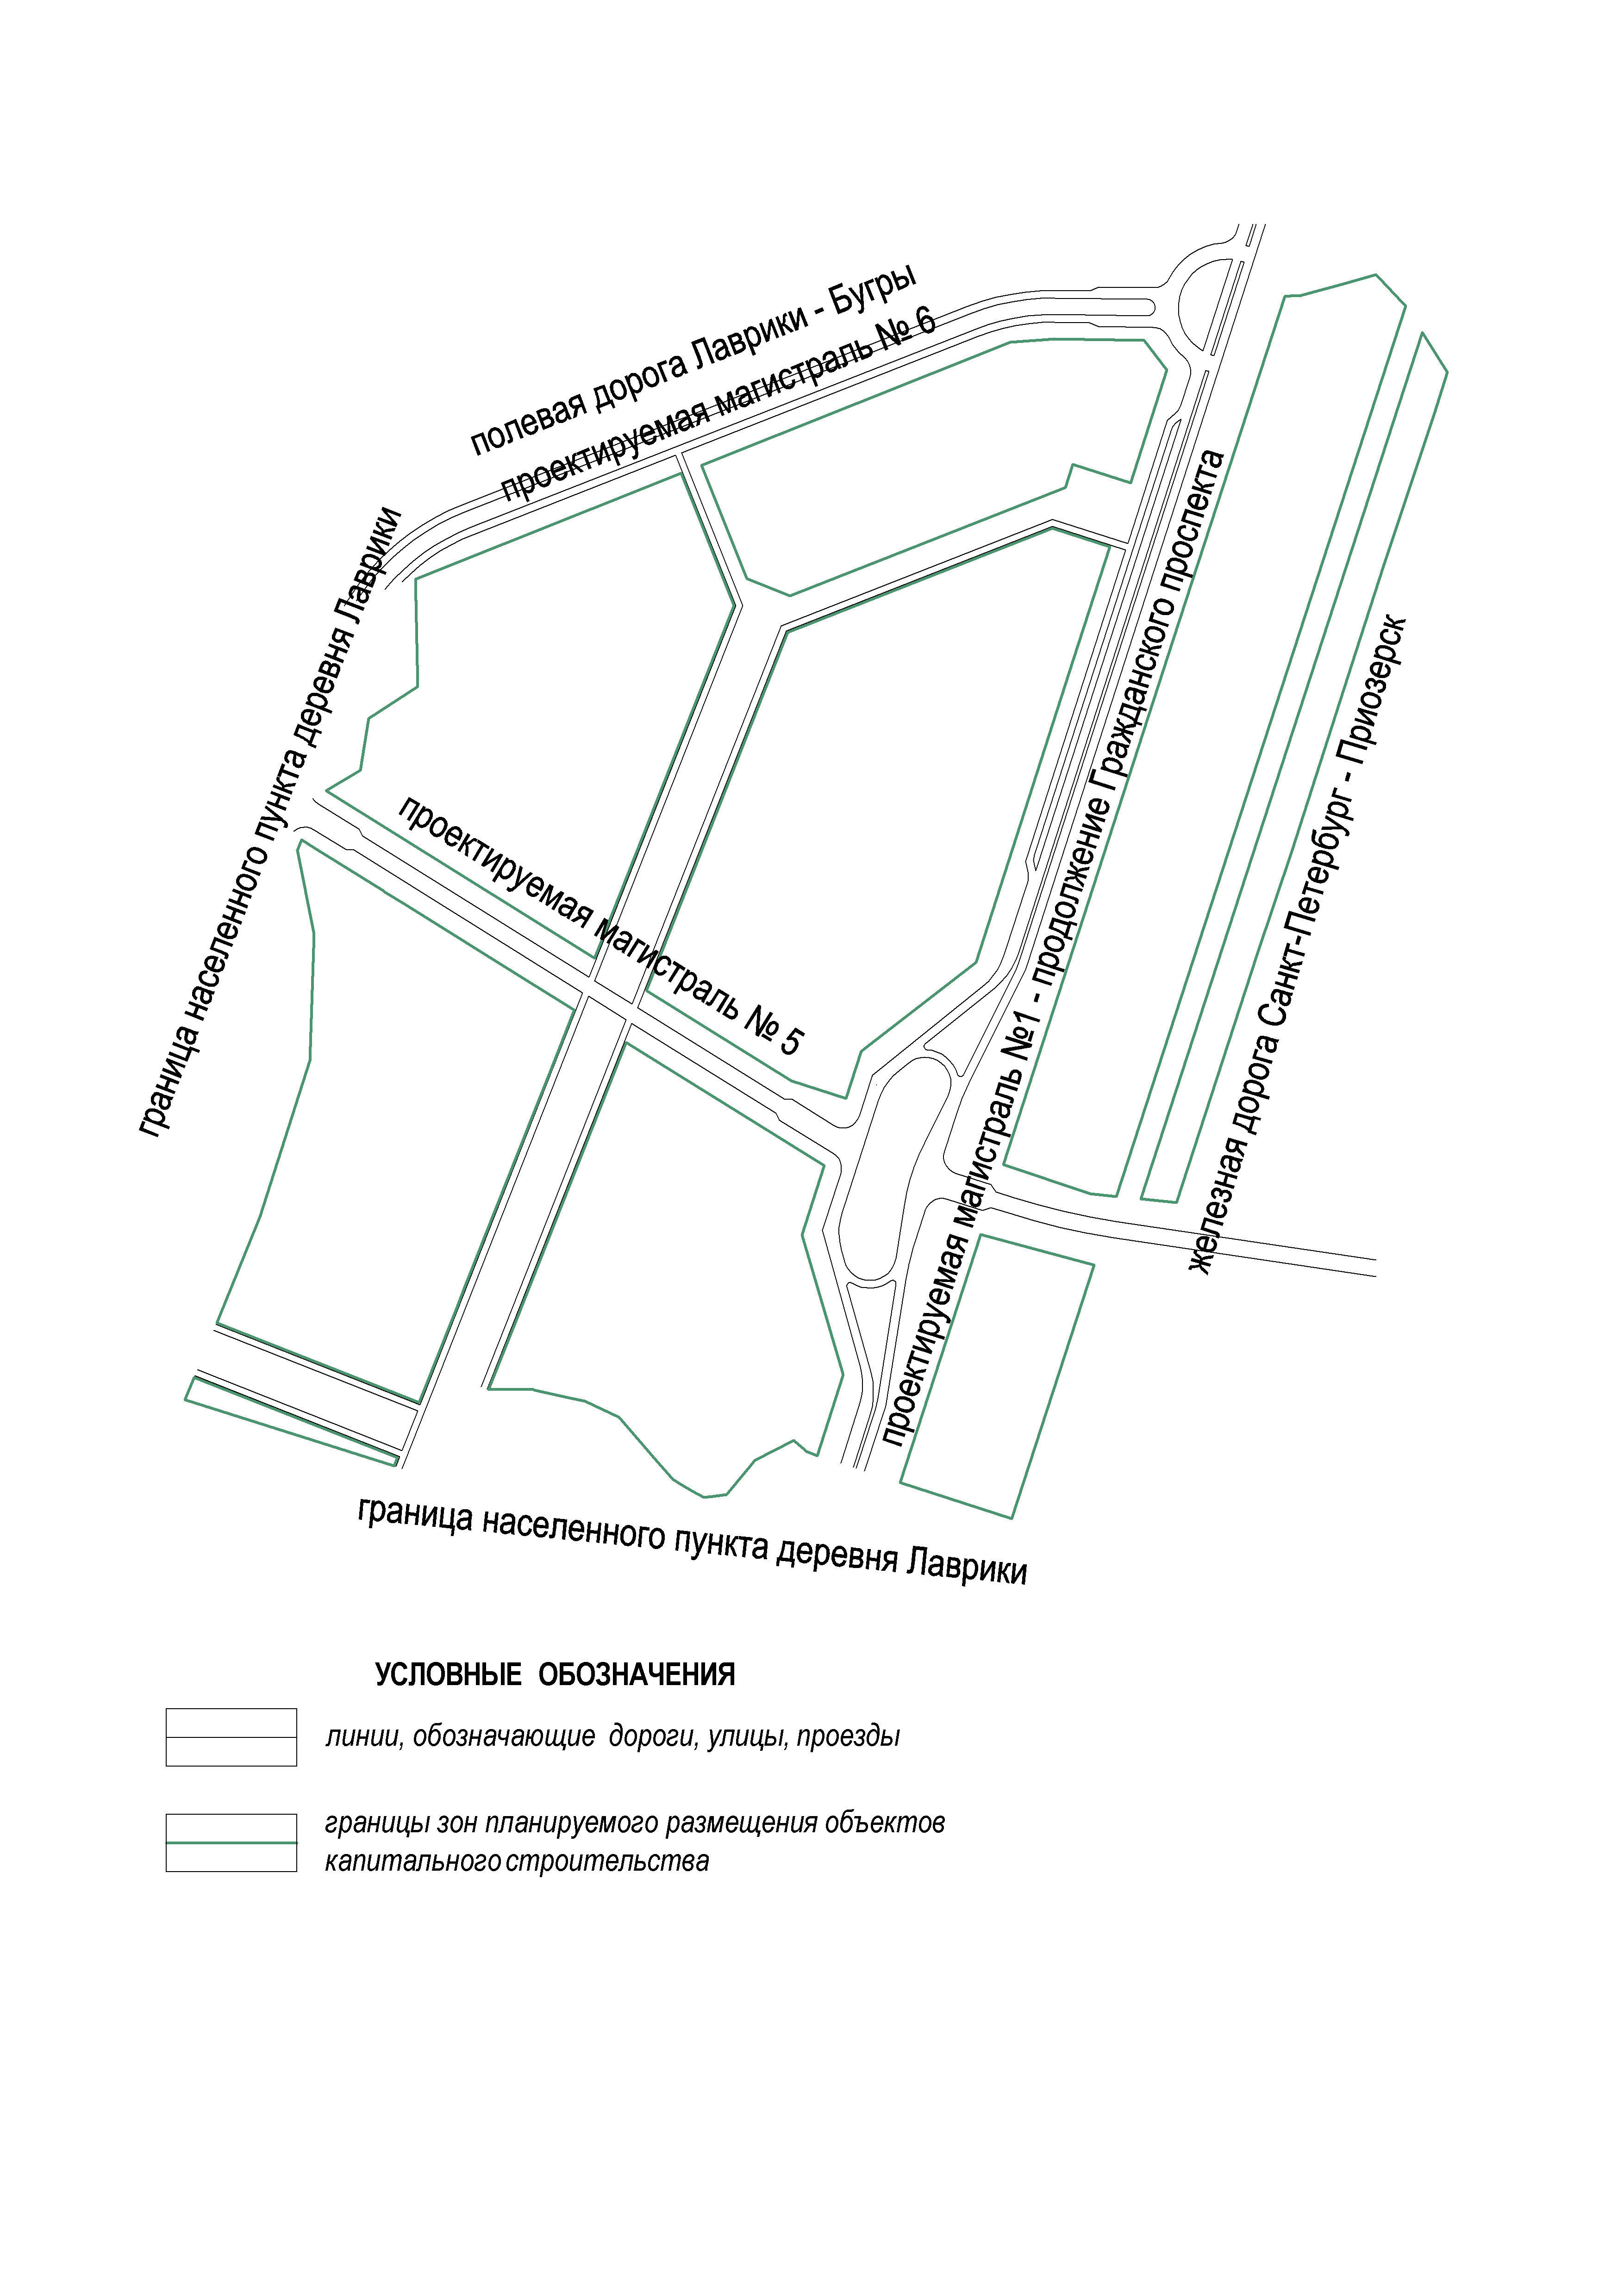 полевая дорога Лаврики - Бугры
проектируемая магистраль № 6
граница населенного пункта деревня Лаврики
проектируемая магистраль № 5
проектируемая магистраль №1 - продолжение Гражданского проспекта
железная дорога Санкт-Петербург - Приозерск
граница населенного пункта деревня Лаврики
УСЛОВНЫЕ ОБОЗНАЧЕНИЯ
линии, обозначающие дороги, улицы, проезды
границы зон планируемого размещения объектов
капитального строительства